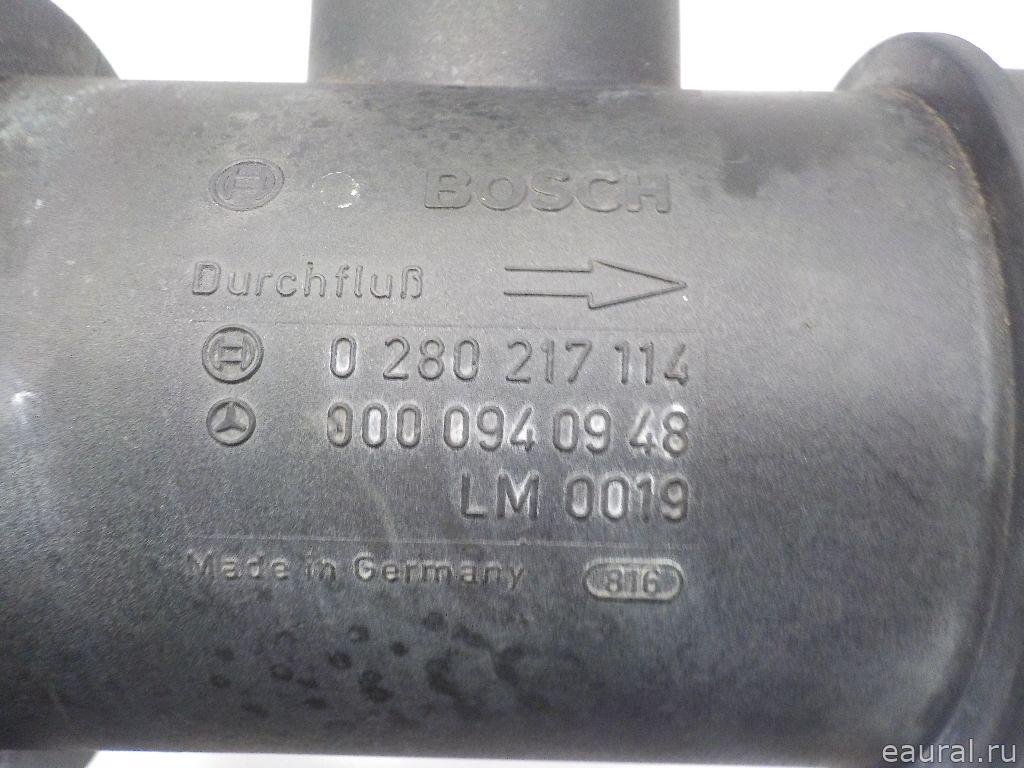 BOSCH
Durchfluß
0 280 217 114
000 094 09 48
LM 0019
Made in Germany 816
eaural.ru